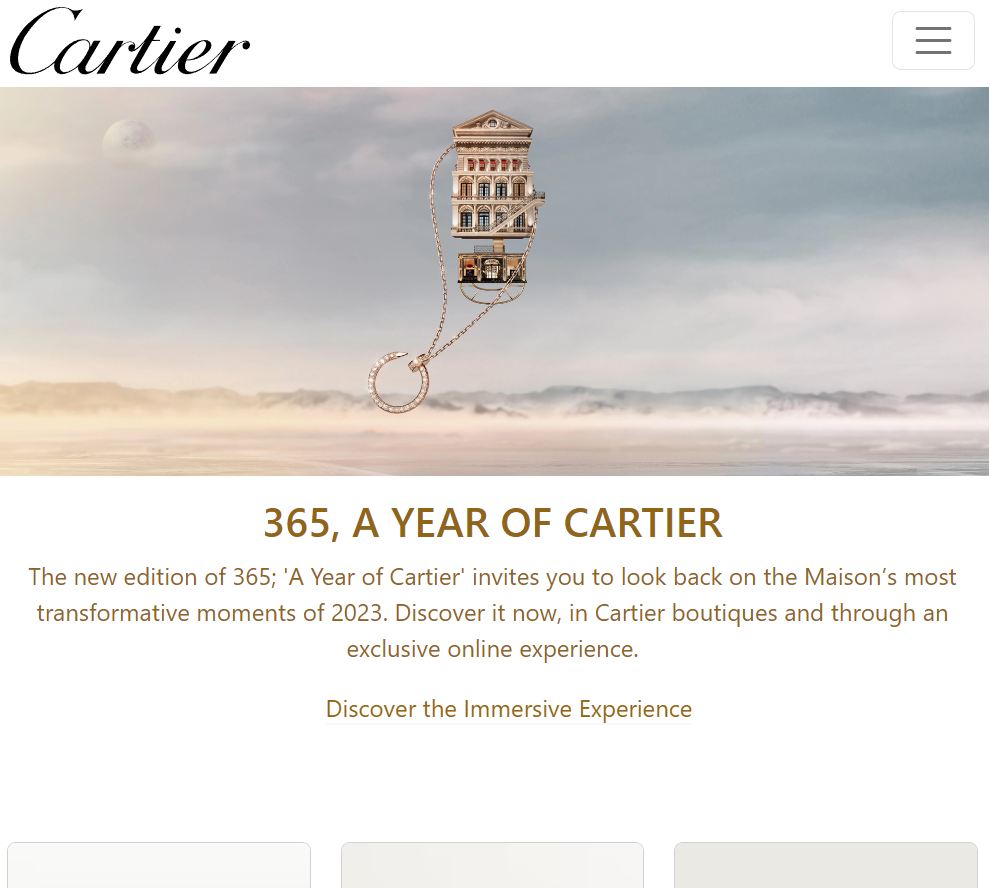 Cartier
365, A YEAR OF CARTIER
The new edition of 365; 'A Year of Cartier' invites you to look back on the Maison’s most
transformative moments of 2023. Discover it now, in Cartier boutiques and through an
exclusive online experience.
Discover the Immersive Experience